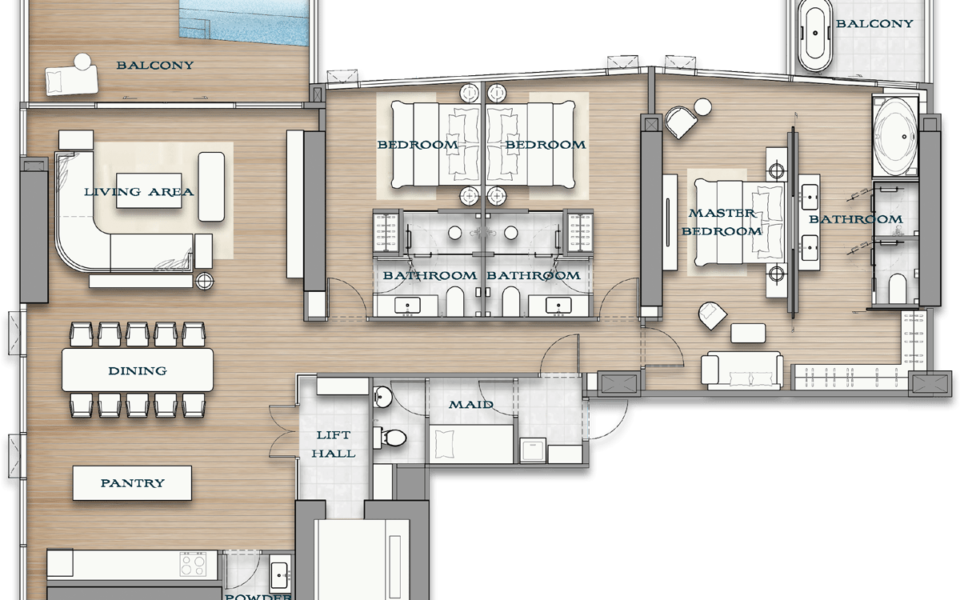 BALCONY
BALCONY
BEDROOM
BEDROOM
LIVING AREA
MASTER
BEDROOM
BATHROOM
BATHROOM
BATHROOM
DINING
MAID
LIFT
HALL
PANTRY
POWDER